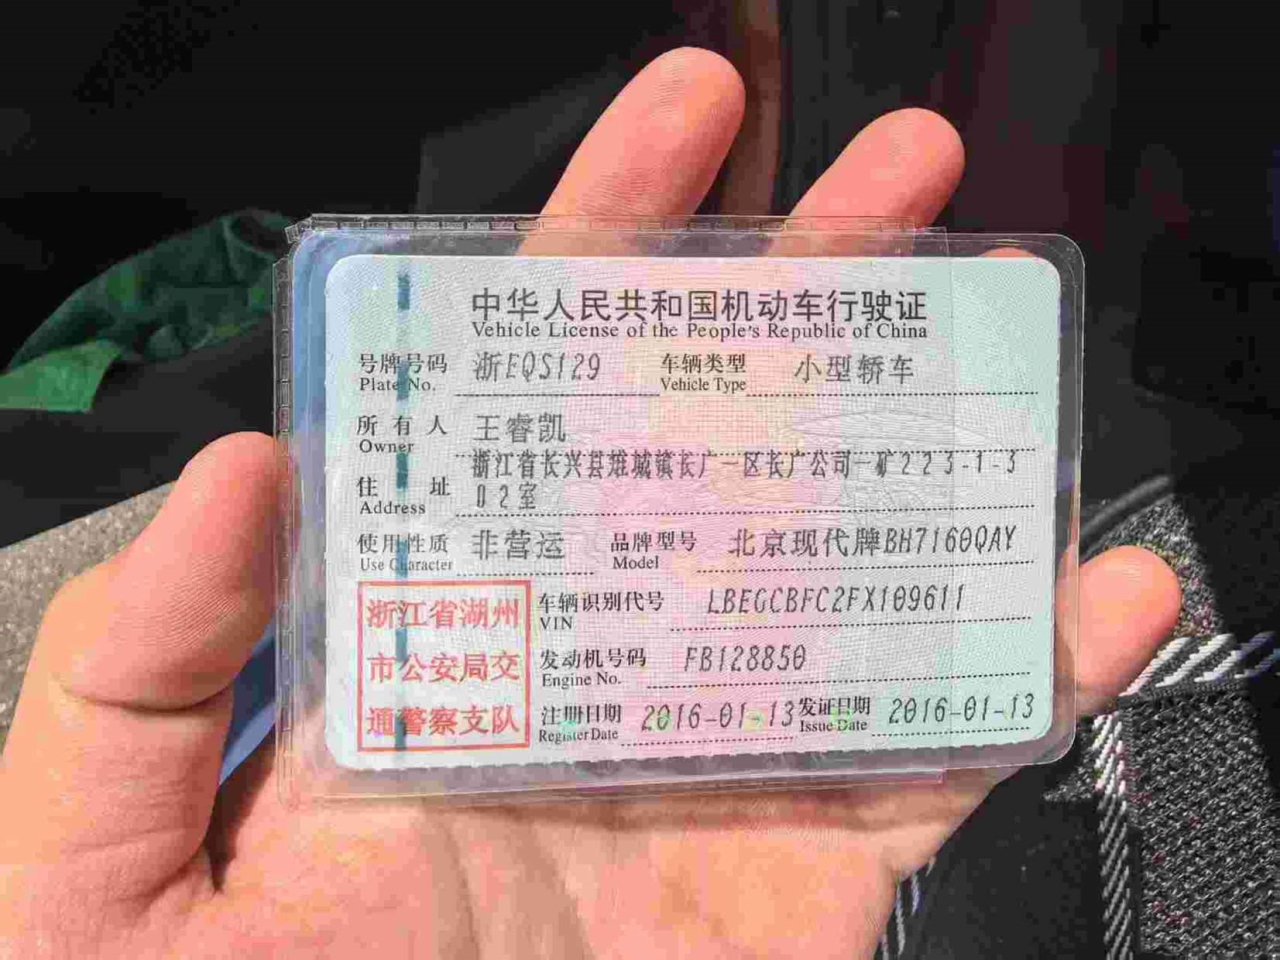 中华人民共和国机动车行驶证
Vehicle License of the People's Republic of China
号牌号码 浙EQS129 车辆类型 小型轿车
Plate No. Vehicle Type
所有人 王睿凯
Owner
浙江省长兴县雉城镇长广一区长广公司一矿223-1-3
住址 02室
Address
使用性质 非营运 品牌型号 北京现代牌BH7160QAY
Use Character Model
浙江省湖州
市公安局交
通警察支队
车辆识别代号 LBEGCBFC2FX109611
VIN
发动机号码 FB128850
Engine No.
注册日期 2016-01-13 发证日期 2016-01-13
Register Date Issue Date